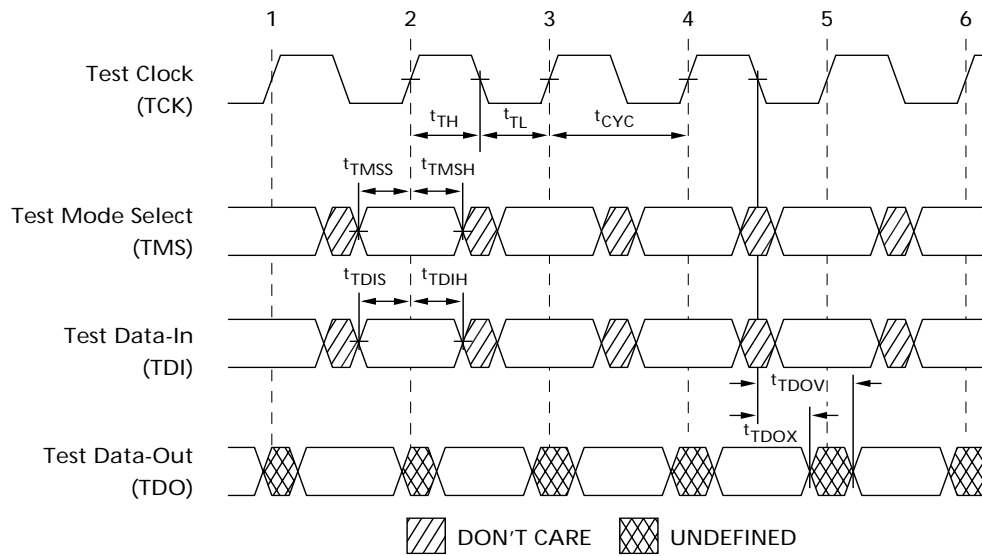 1 2 3 4 5 6
Test Clock
(TCK)
tTH tTL tCYC
tTMSS tTMSH
Test Mode Select
(TMS)
tTDIS tTDIH
Test Data-In
(TDI)
tTDOV
tTDOX
Test Data-Out
(TDO)
DON'T CARE UNDEFINED